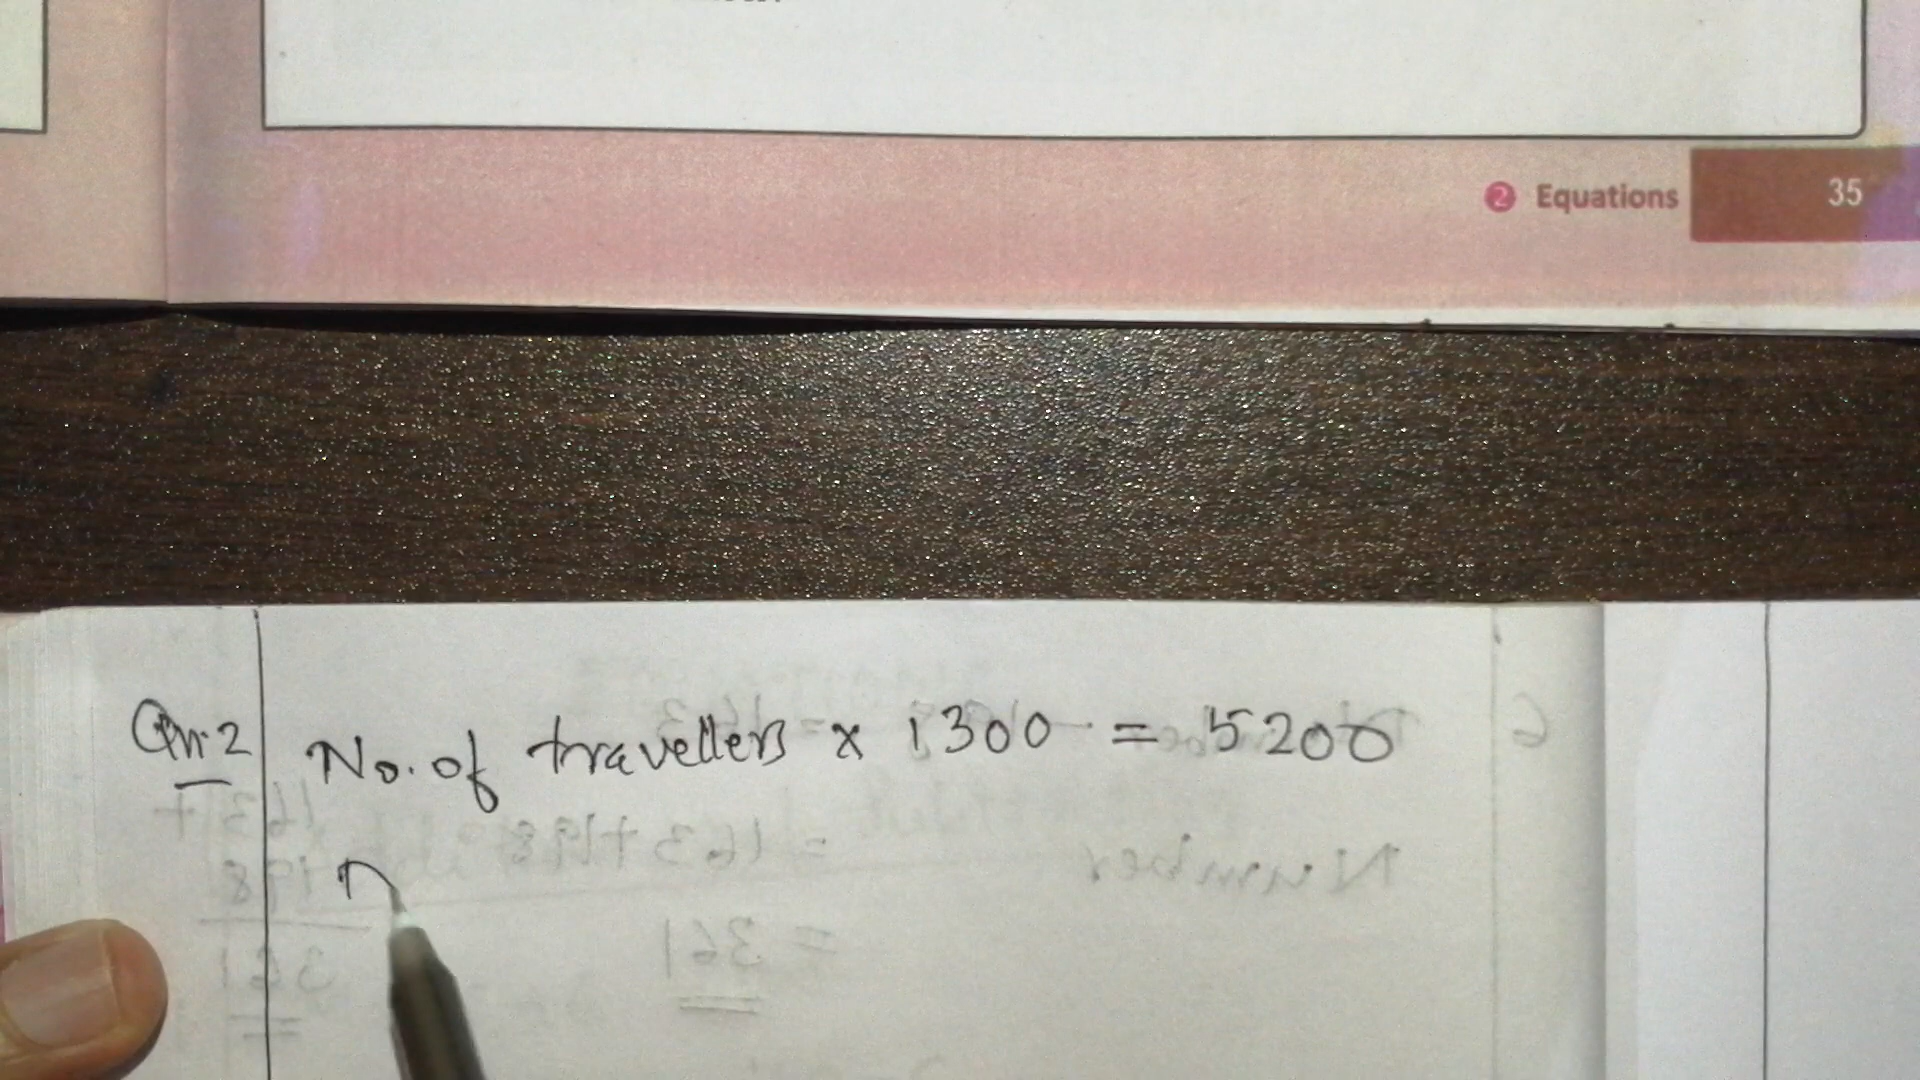 2 Equations 35
Qn.2 No. of travellers x 1300 = 5200